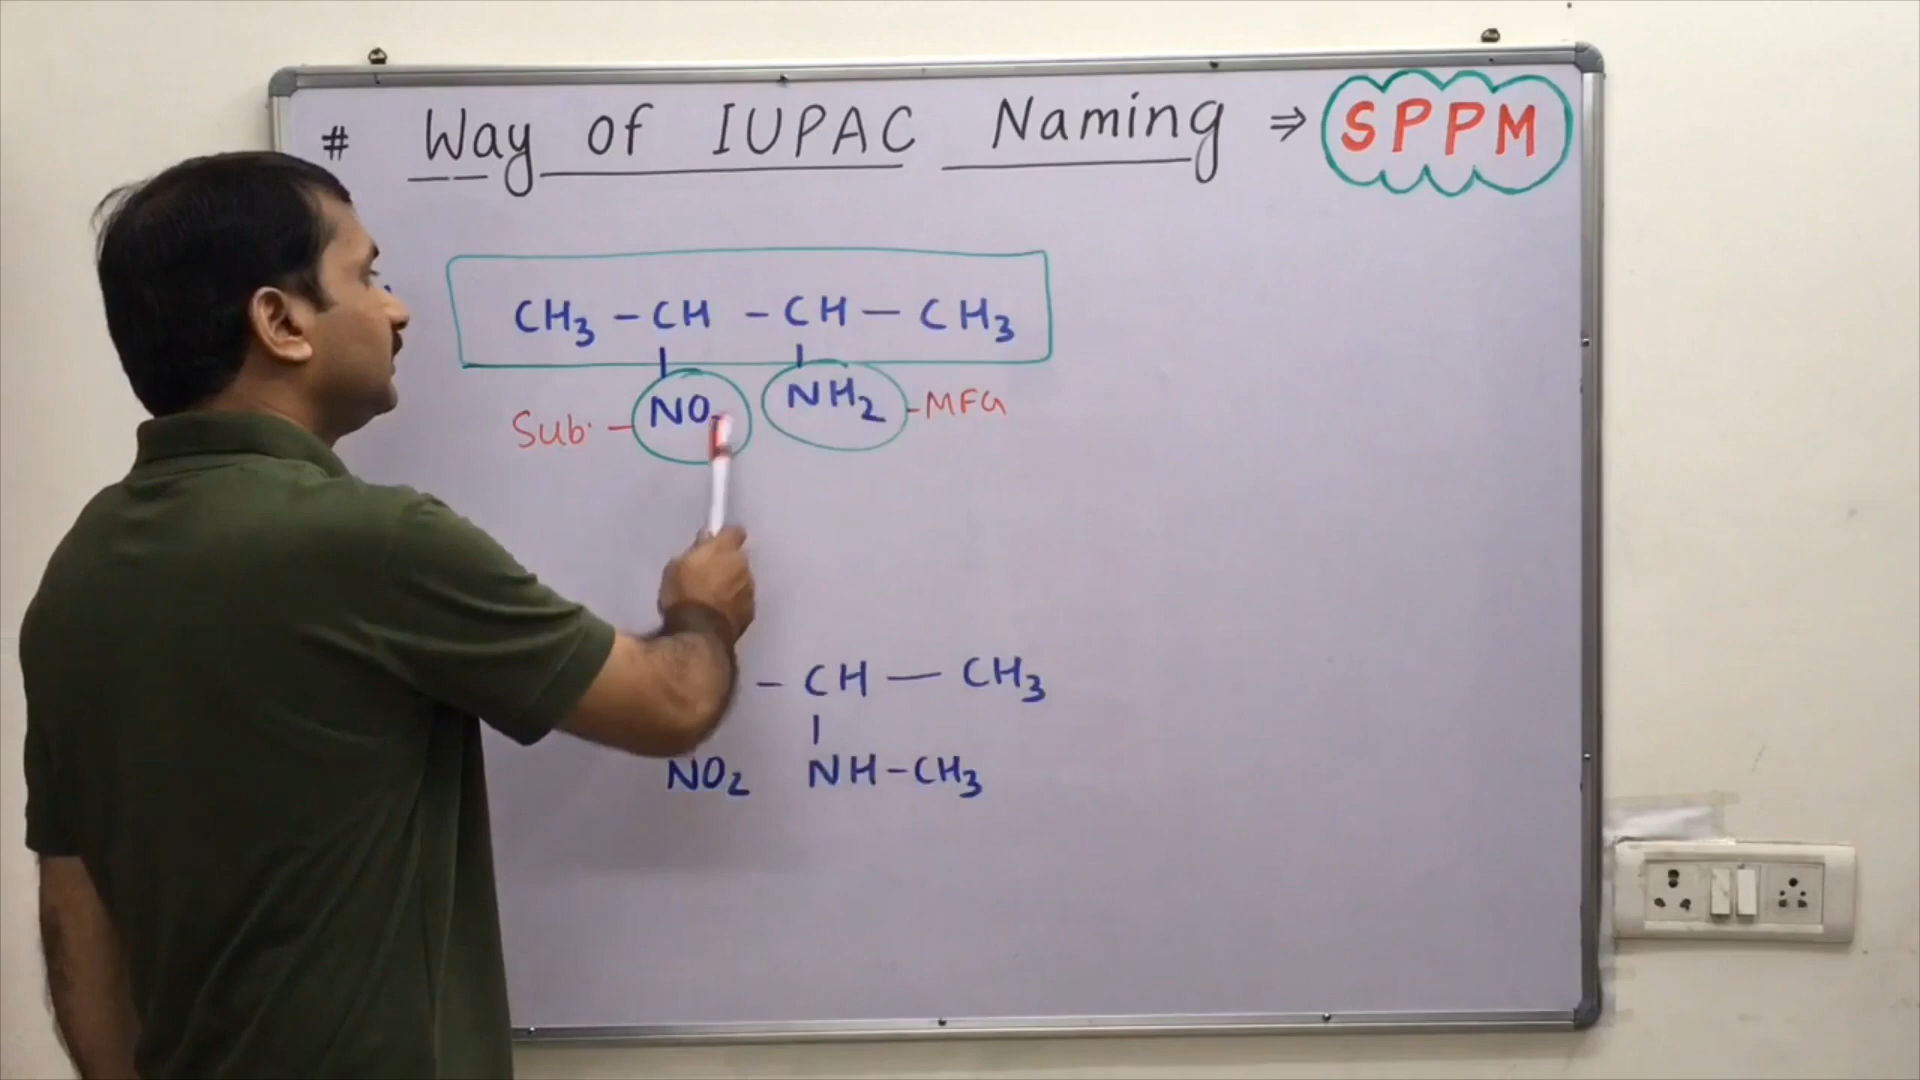 # Way of IUPAC Naming ⇒ SPPM
CH3 – CH – CH – CH3
NO2 NH2
Sub. – – MFG
– CH – CH3
NO2 NH-CH3